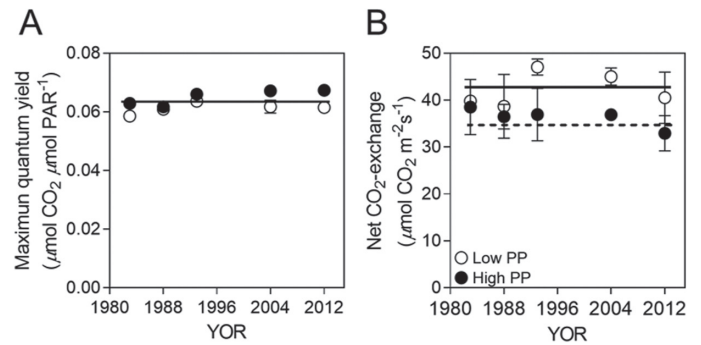 A
Maximun quantum yield
(μmol CO₂ μmol PAR⁻¹)
0.08
0.06
0.04
0.02
0.00
1980 1988 1996 2004 2012
YOR
B
Net CO₂-exchange
(μmol CO₂ m⁻²s⁻¹)
50
40
30
20
10
0
Low PP
High PP
1980 1988 1996 2004 2012
YOR